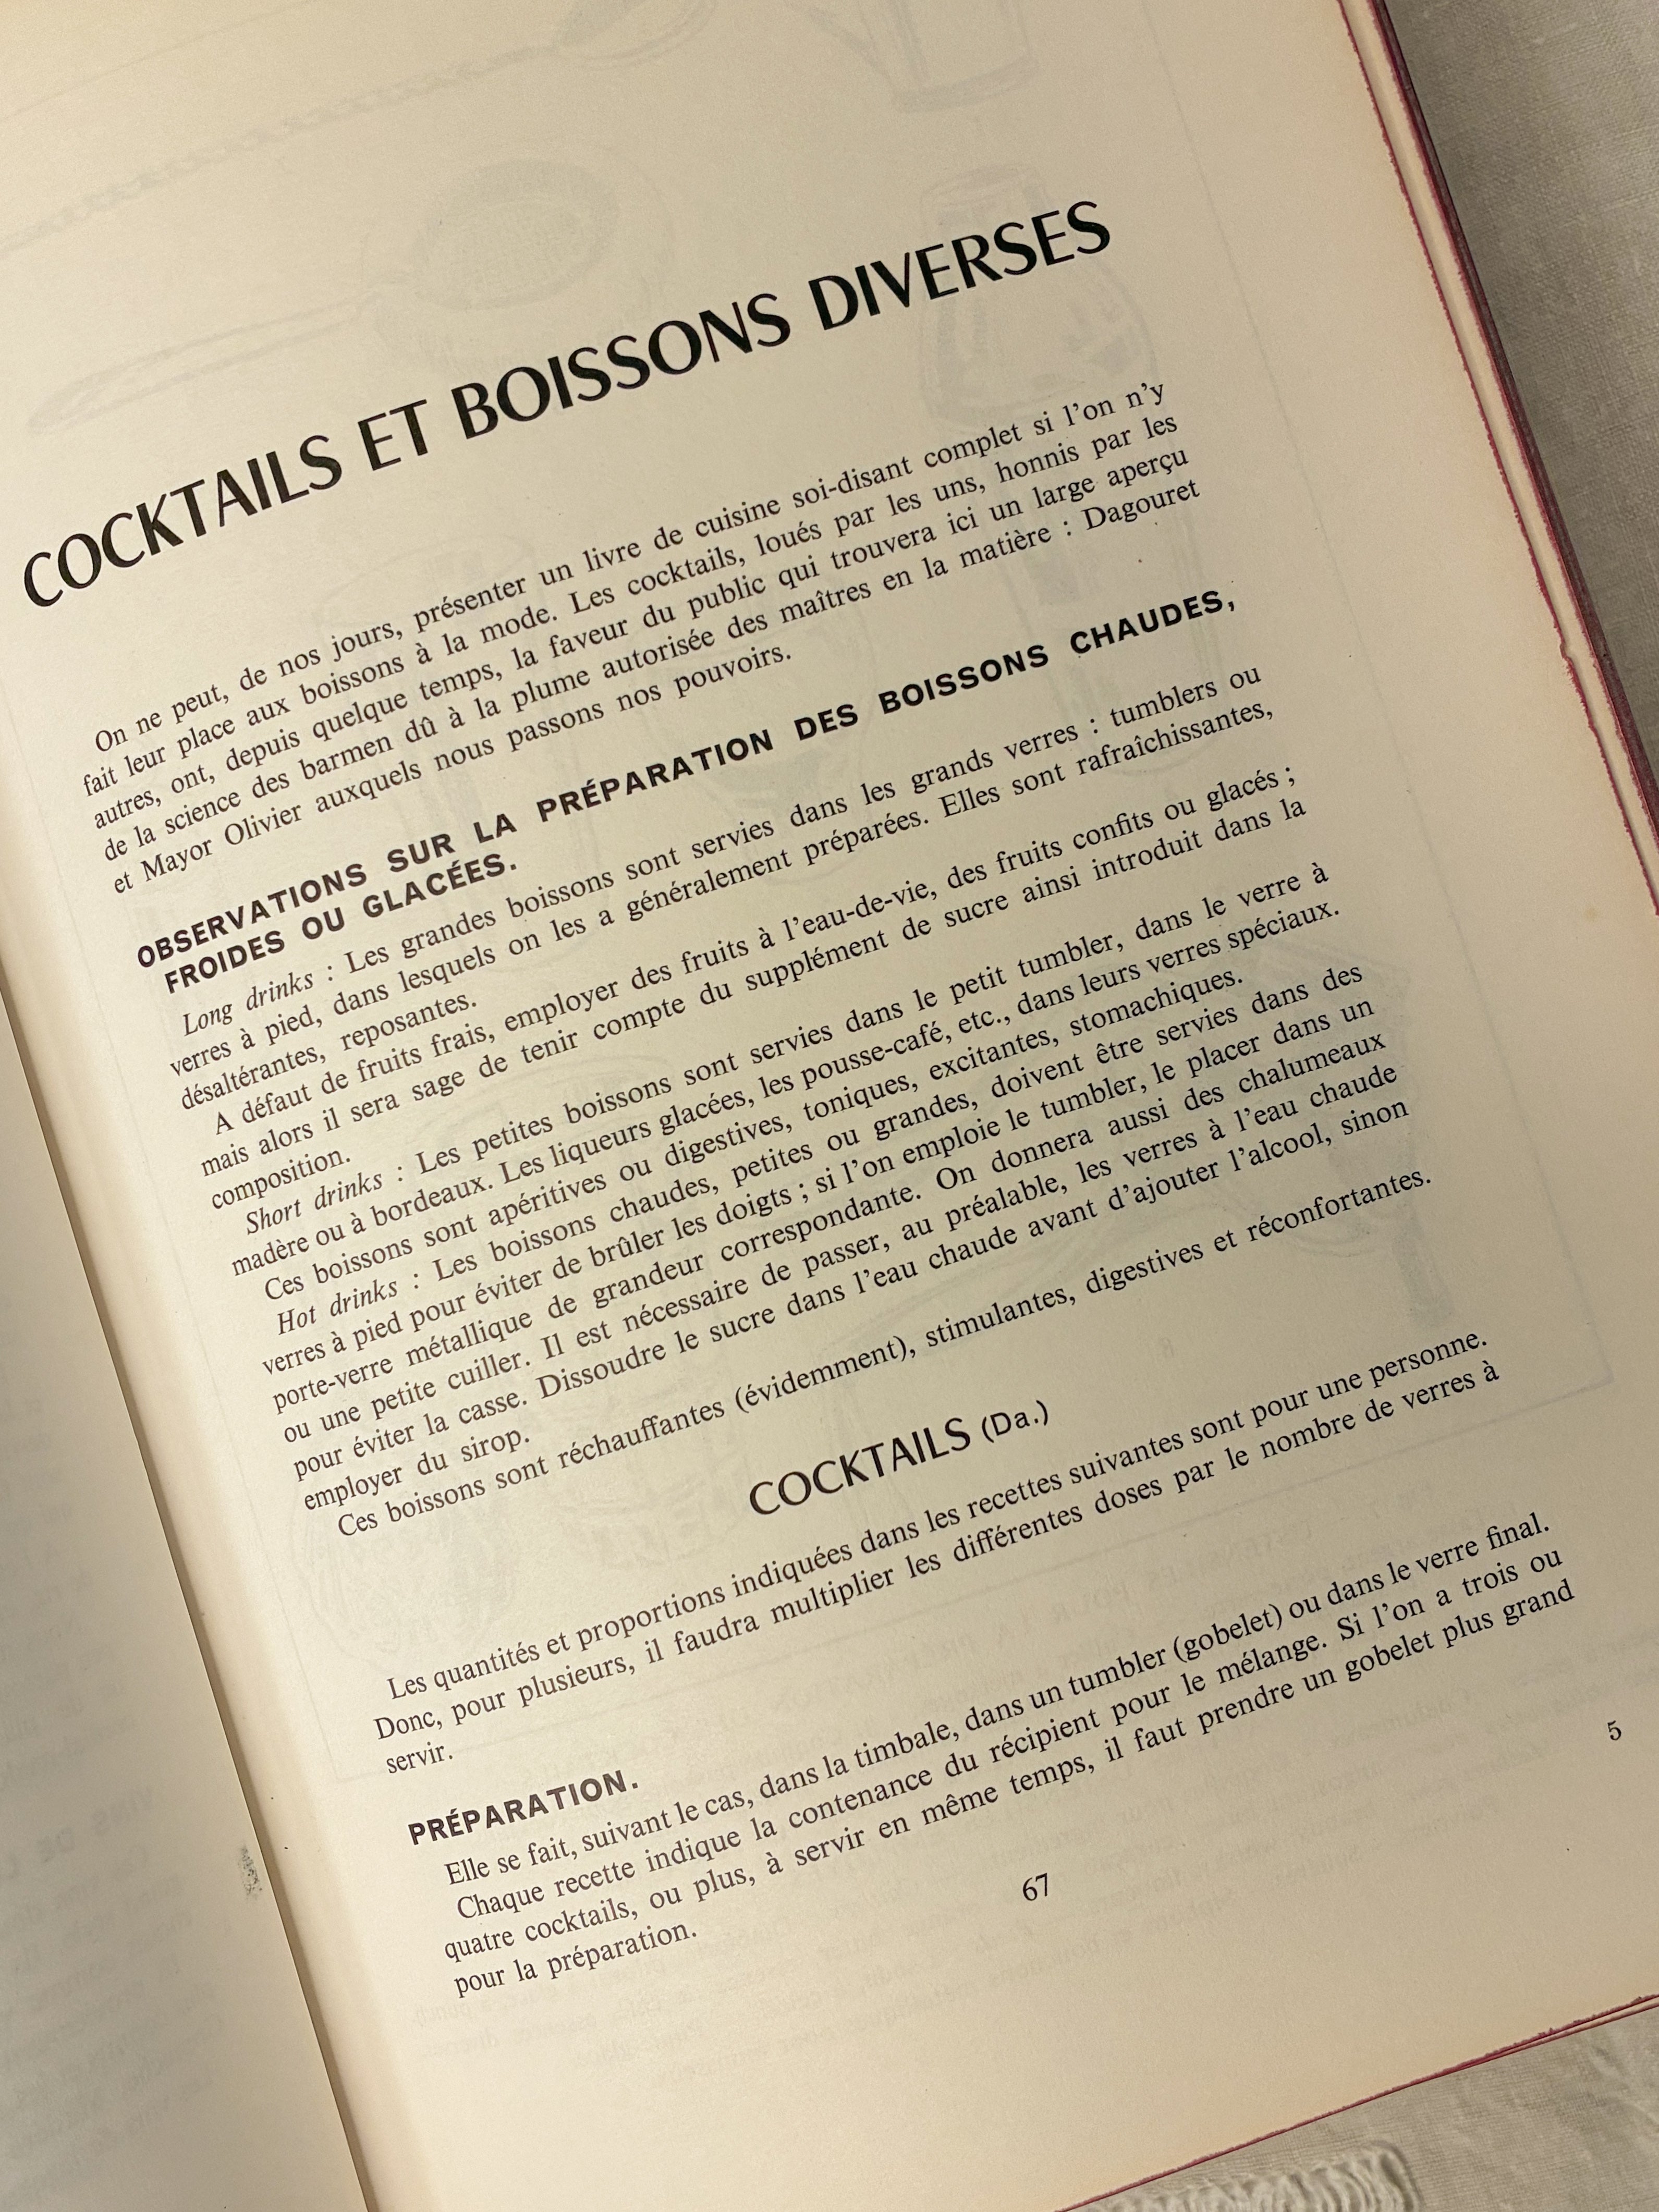 COCKTAILS ET BOISSONS DIVERSES
On ne peut, de nos jours, présenter un livre de cuisine soi-disant complet si l'on n'y
fait leur place aux boissons à la mode. Les cocktails, loués par les uns, honnis par les
autres, ont, depuis quelque temps, la faveur du public qui trouvera ici un large aperçu
de la science des barmen dû à la plume autorisée des maîtres en la matière : Dagouret
et Mayor Olivier auxquels nous passons nos pouvoirs.
OBSERVATIONS SUR LA PRÉPARATION DES BOISSONS CHAUDES,
FROIDES OU GLACÉES.
Long drinks : Les grandes boissons sont servies dans les grands verres : tumblers ou
verres à pied, dans lesquels on les a généralement préparées. Elles sont rafraîchissantes,
désaltérantes, reposantes.
A défaut de fruits frais, employer des fruits à l'eau-de-vie, des fruits confits ou glacés ;
mais alors il sera sage de tenir compte du supplément de sucre ainsi introduit dans la
composition.
Short drinks : Les petites boissons sont servies dans le petit tumbler, dans le verre à
madère ou à bordeaux. Les liqueurs glacées, les pousse-café, etc., dans leurs verres spéciaux.
Ces boissons sont apéritives ou digestives, toniques, excitantes, stomachiques.
Hot drinks : Les boissons chaudes, petites ou grandes, doivent être servies dans des
verres à pied pour éviter de brûler les doigts ; si l'on emploie le tumbler, le placer dans un
porte-verre métallique de grandeur correspondante. On donnera aussi des chalumeaux
ou une petite cuiller. Il est nécessaire de passer, au préalable, les verres à l'eau chaude
pour éviter la casse. Dissoudre le sucre dans l'eau chaude avant d'ajouter l'alcool, sinon
employer du sirop.
Ces boissons sont réchauffantes (évidemment), stimulantes, digestives et réconfortantes.
COCKTAILS (Da.)
Les quantités et proportions indiquées dans les recettes suivantes sont pour une personne.
Donc, pour plusieurs, il faudra multiplier les différentes doses par le nombre de verres à
servir.
PRÉPARATION.
Elle se fait, suivant le cas, dans la timbale, dans un tumbler (gobelet) ou dans le verre final.
Chaque recette indique la contenance du récipient pour le mélange. Si l'on a trois ou
quatre cocktails, ou plus, à servir en même temps, il faut prendre un gobelet plus grand
pour la préparation.
67
5